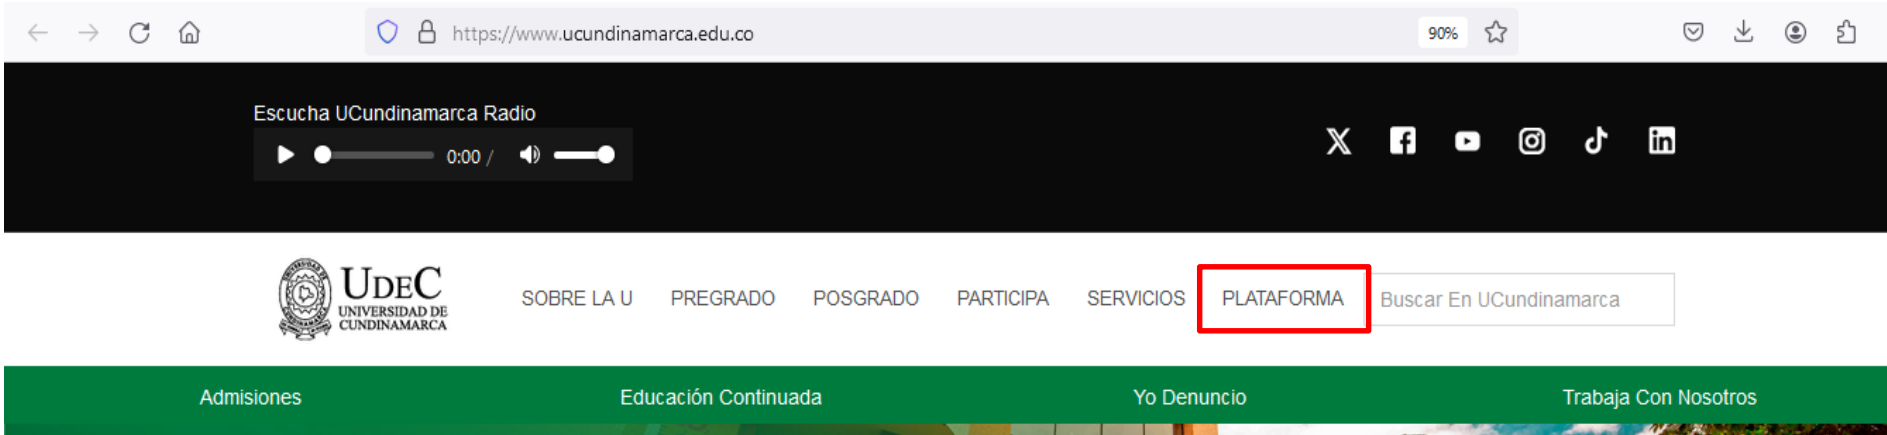 https://www.ucundinamarca.edu.co
90%
Escucha UCundinamarca Radio
0:00 /
UDEC
UNIVERSIDAD DE
CUNDINAMARCA
SOBRE LA U PREGRADO POSGRADO PARTICIPA SERVICIOS PLATAFORMA Buscar En UCundinamarca
Admisiones Educación Continuada Yo Denuncio Trabaja Con Nosotros